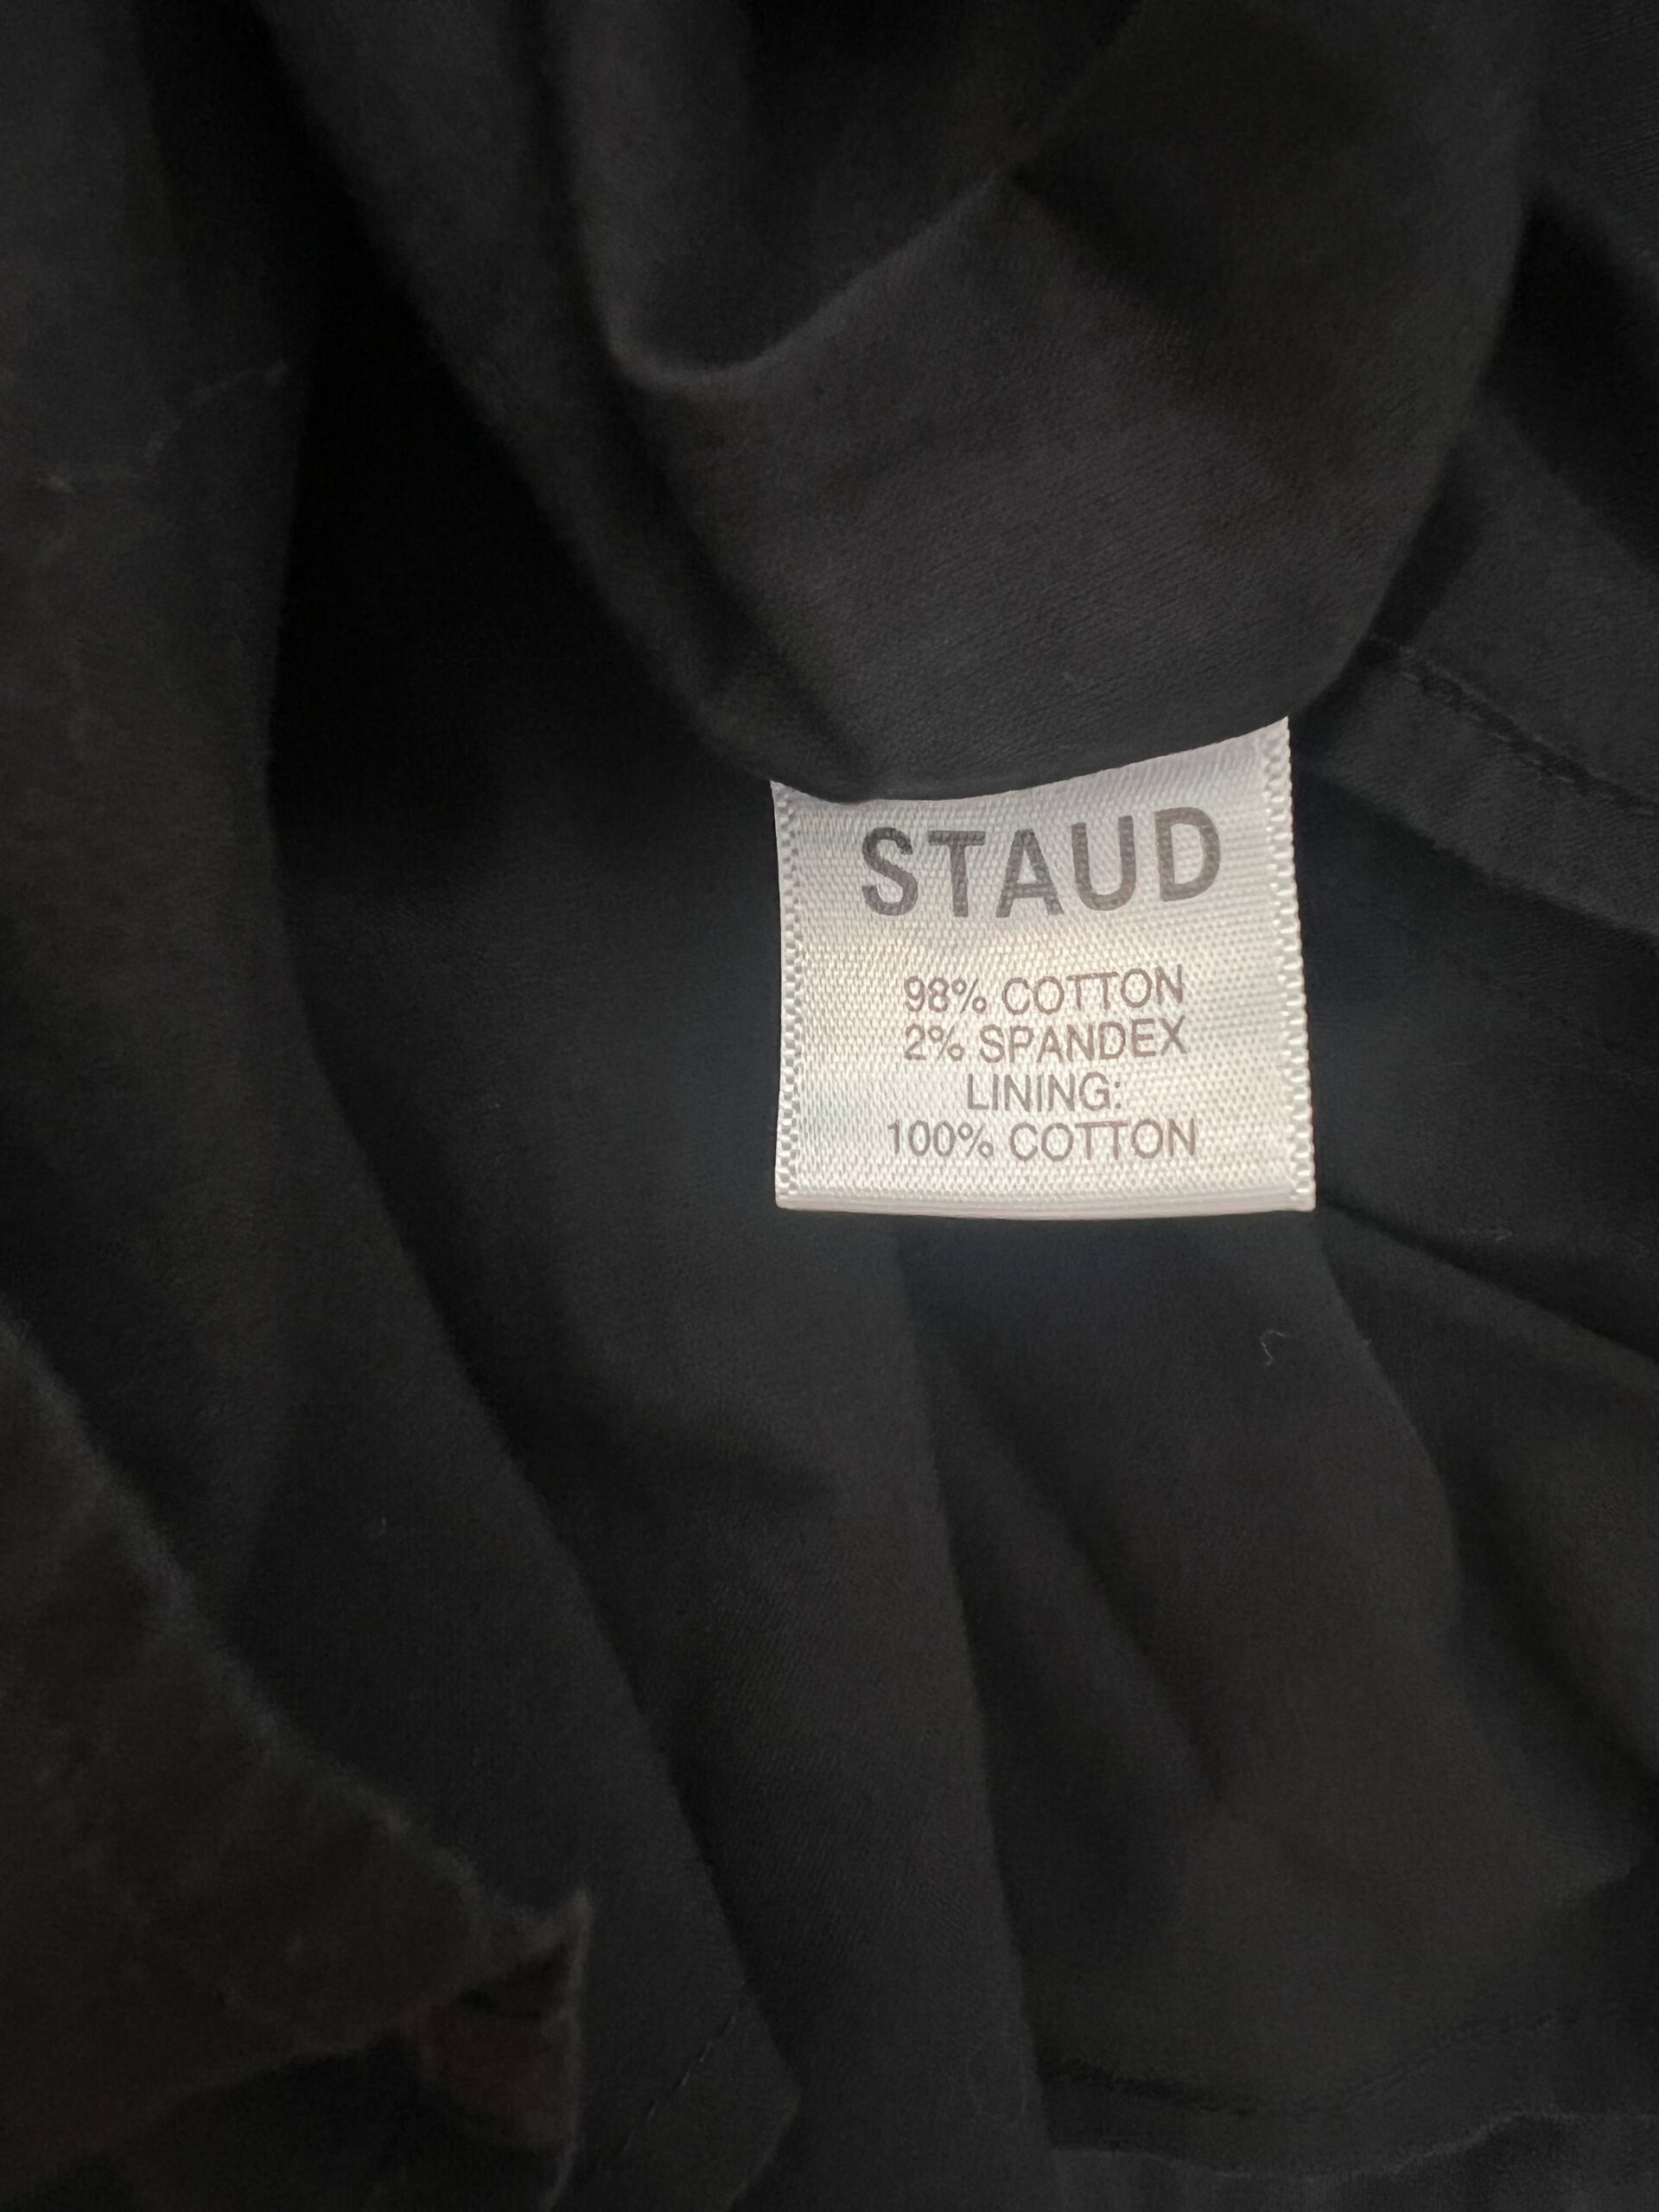 STAUD
98% COTTON
2% SPANDEX
LINING:
100% COTTON